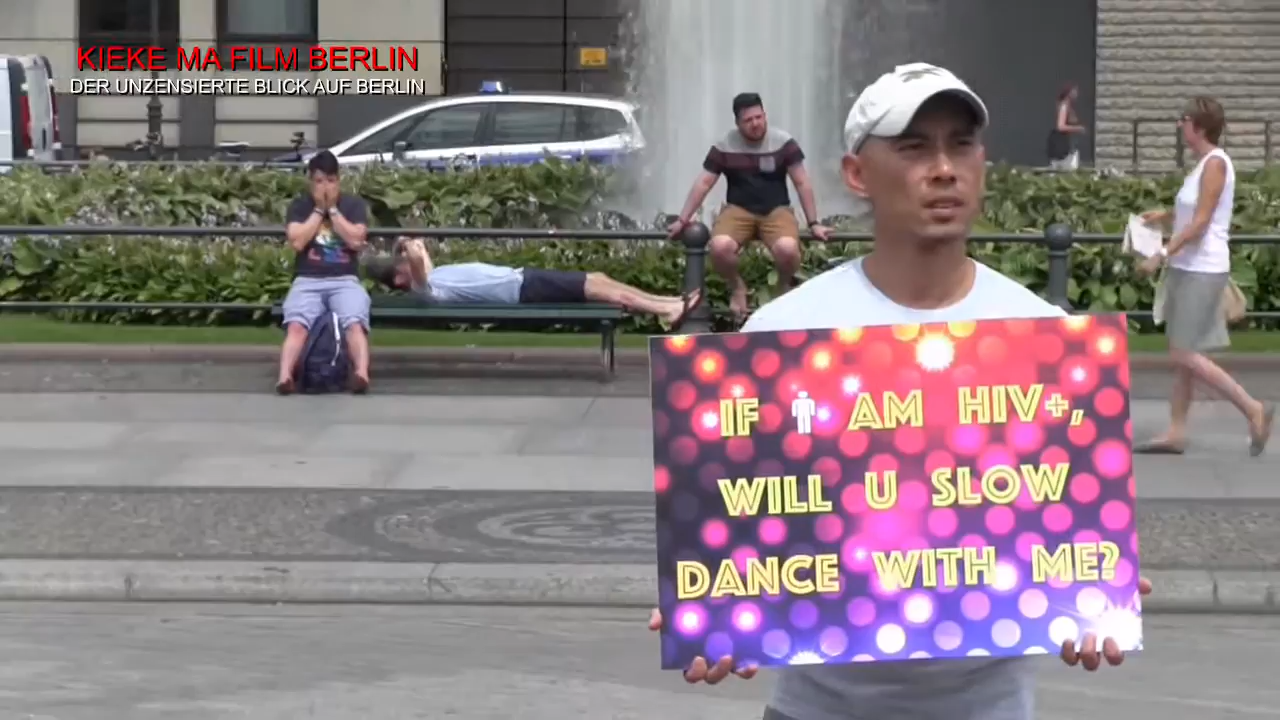 KIEKE MA FILM BERLIN
DER UNZENSIERTE BLICK AUF BERLIN
IF AM HIV+,
WILL U SLOW
DANCE WITH ME?